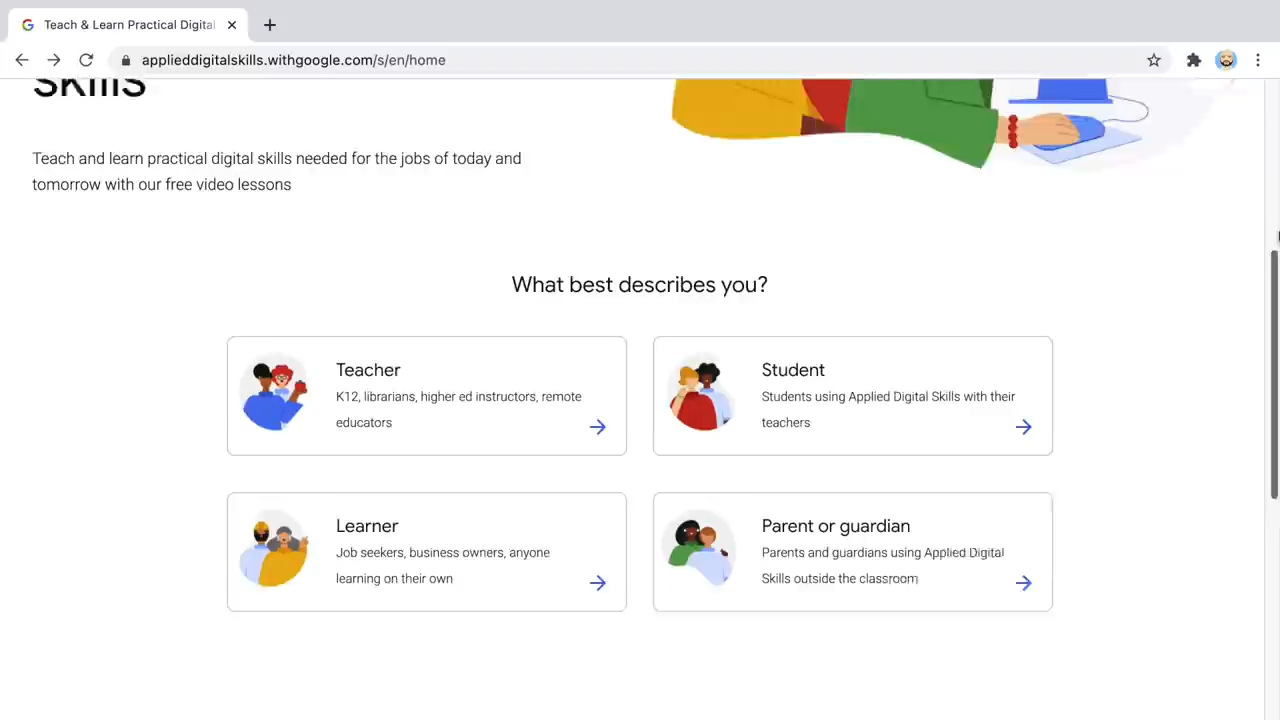 Teach & Learn Practical Digital
applieddigitalskills.withgoogle.com/s/en/home
Skills
Teach and learn practical digital skills needed for the jobs of today and
tomorrow with our free video lessons
What best describes you?
Teacher
K12, librarians, higher ed instructors, remote
educators
Student
Students using Applied Digital Skills with their
teachers
Learner
Job seekers, business owners, anyone
learning on their own
Parent or guardian
Parents and guardians using Applied Digital
Skills outside the classroom